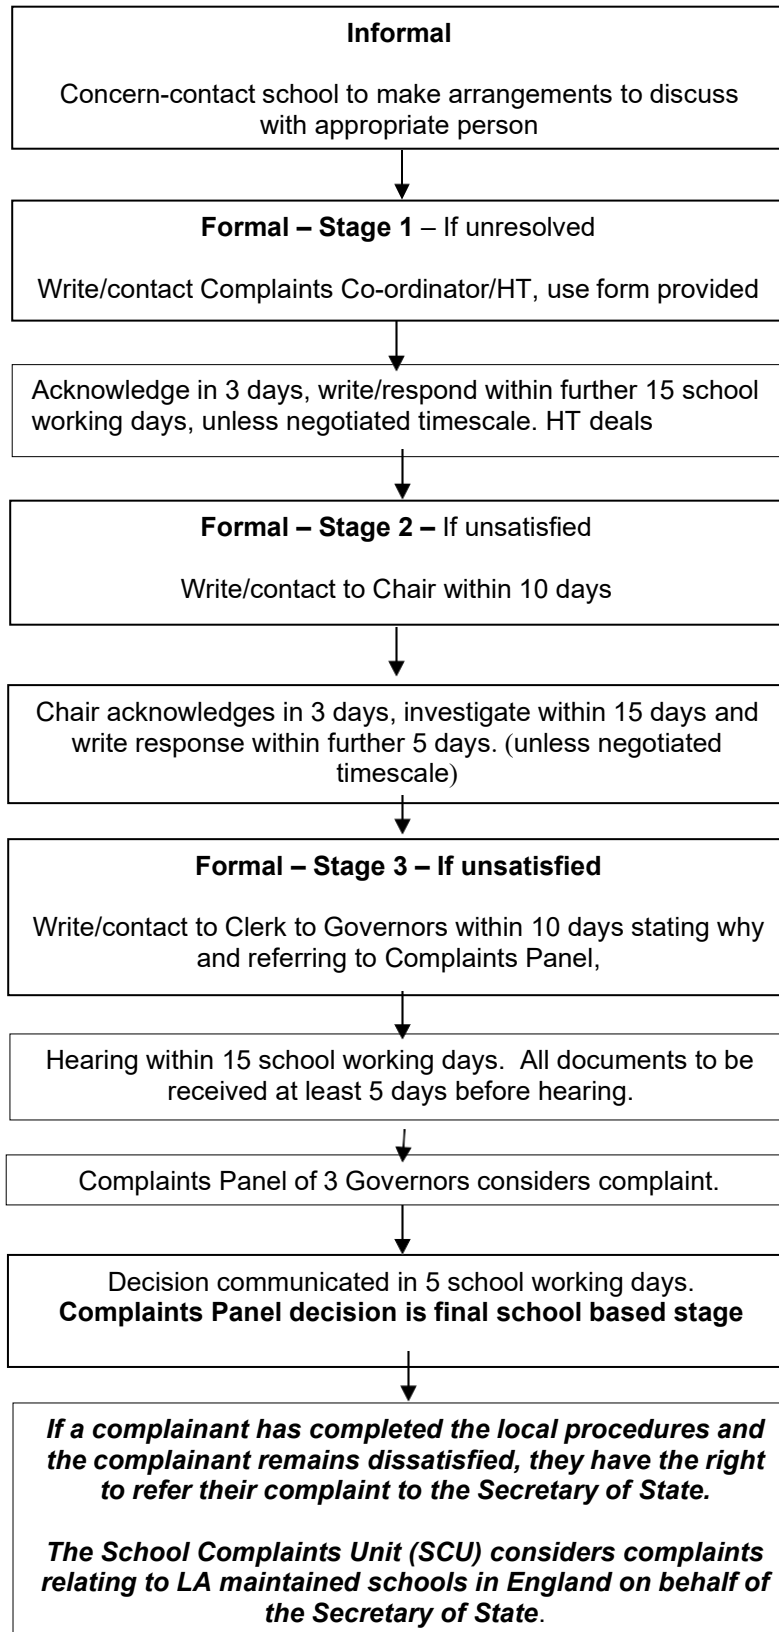 Informal
Concern-contact school to make arrangements to discuss
with appropriate person
Formal – Stage 1 – If unresolved
Write/contact Complaints Co-ordinator/HT, use form provided
Acknowledge in 3 days, write/respond within further 15 school
working days, unless negotiated timescale. HT deals
Formal – Stage 2 – If unsatisfied
Write/contact to Chair within 10 days
Chair acknowledges in 3 days, investigate within 15 days and
write response within further 5 days. (unless negotiated
timescale)
Formal – Stage 3 – If unsatisfied
Write/contact to Clerk to Governors within 10 days stating why
and referring to Complaints Panel,
Hearing within 15 school working days.  All documents to be
received at least 5 days before hearing.
Complaints Panel of 3 Governors considers complaint.
Decision communicated in 5 school working days.
Complaints Panel decision is final school based stage
If a complainant has completed the local procedures and
the complainant remains dissatisfied, they have the right
to refer their complaint to the Secretary of State.
The School Complaints Unit (SCU) considers complaints
relating to LA maintained schools in England on behalf of
the Secretary of State.